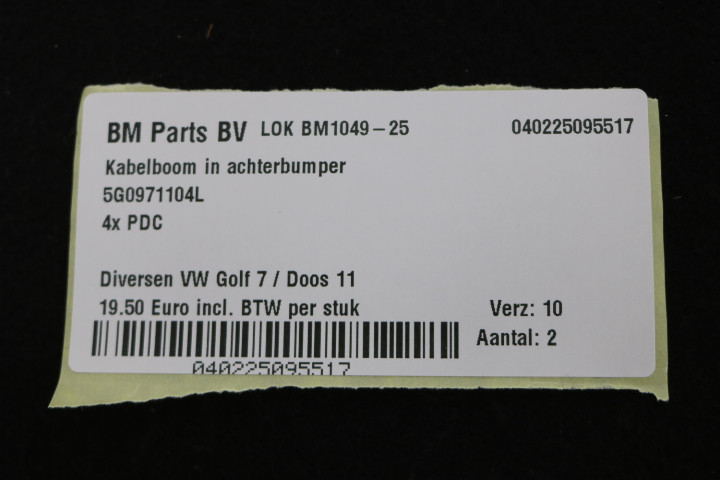 BM Parts BV LOK BM1049-25 040225095517
Kabelboom in achterbumper
5G0971104L
4x PDC
Diversen VW Golf 7 / Doos 11
19.50 Euro incl. BTW per stuk Verz: 10
Aantal: 2
040225095517